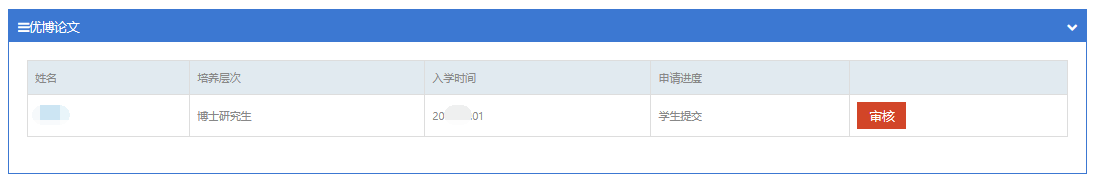 优博论文
姓名 培养层次 入学时间 申请进度
博士研究生 20 .01 学生提交 审核